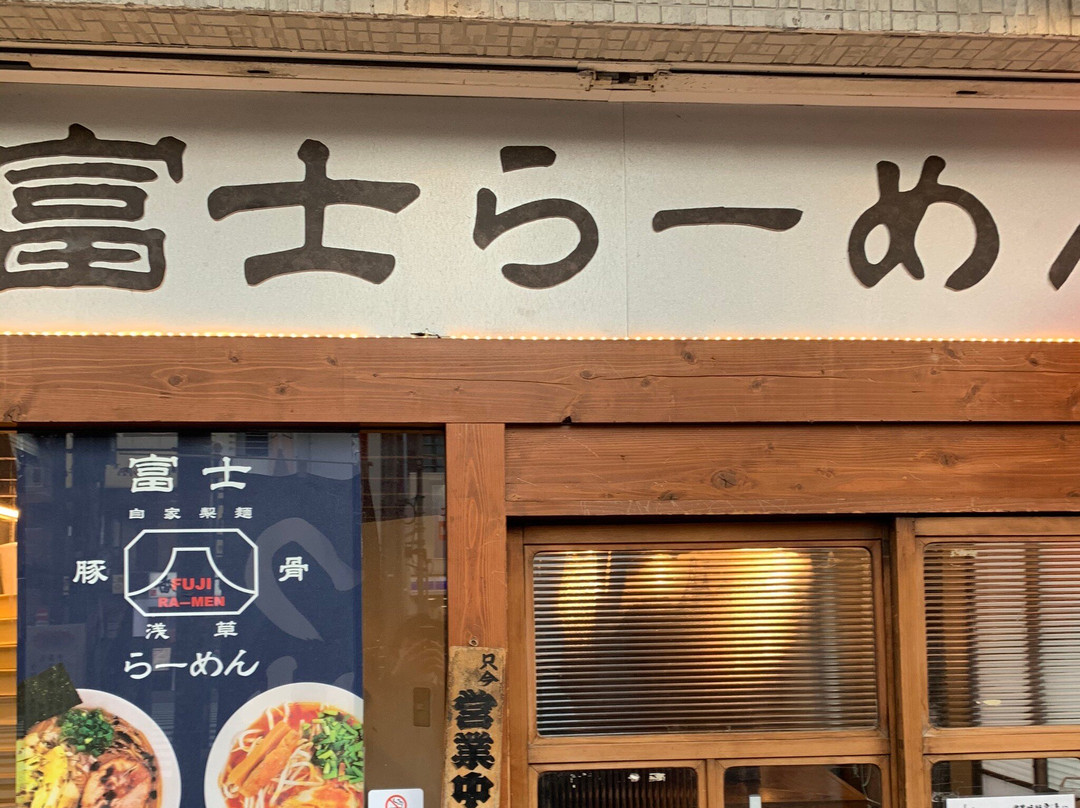 富士らーめん
富士
自家製麺
豚 骨
FUJI
RA-MEN
浅草
らーめん
只今
営業中